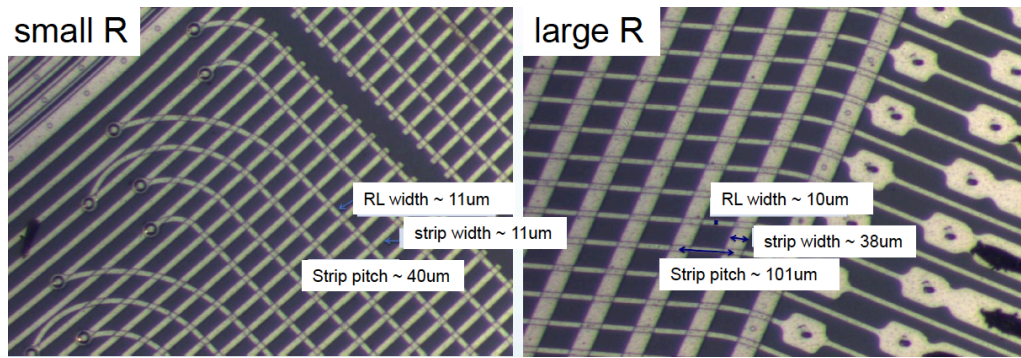 small R
RL width ~ 11um
strip width ~ 11um
Strip pitch ~ 40um
large R
RL width ~ 10um
strip width ~ 38um
Strip pitch ~ 101um